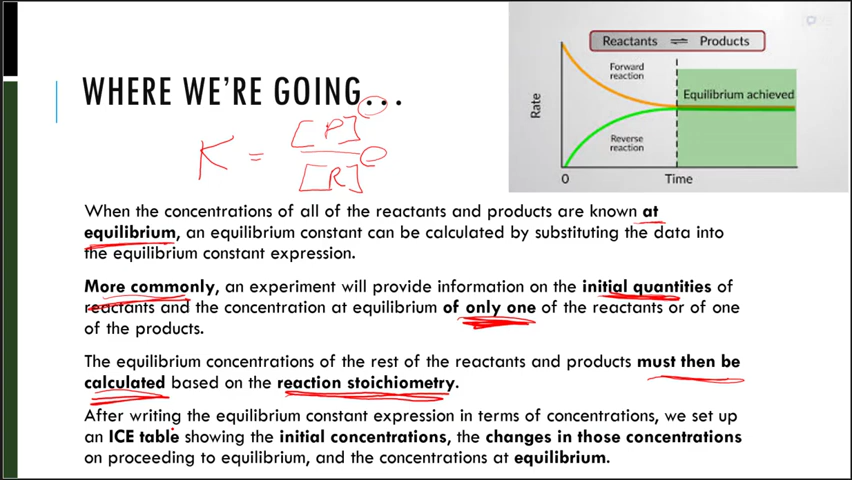 Reactants ⇌ Products
Forward
reaction
Equilibrium achieved
Rate
Reverse
reaction
0
Time
WHERE WE'RE GOING...
K = [P] / [R]
When the concentrations of all of the reactants and products are known at
equilibrium, an equilibrium constant can be calculated by substituting the data into
the equilibrium constant expression.
More commonly, an experiment will provide information on the initial quantities of
reactants and the concentration at equilibrium of only one of the reactants or of one
of the products.
The equilibrium concentrations of the rest of the reactants and products must then be
calculated based on the reaction stoichiometry.
After writing the equilibrium constant expression in terms of concentrations, we set up
an ICE table showing the initial concentrations, the changes in those concentrations
on proceeding to equilibrium, and the concentrations at equilibrium.